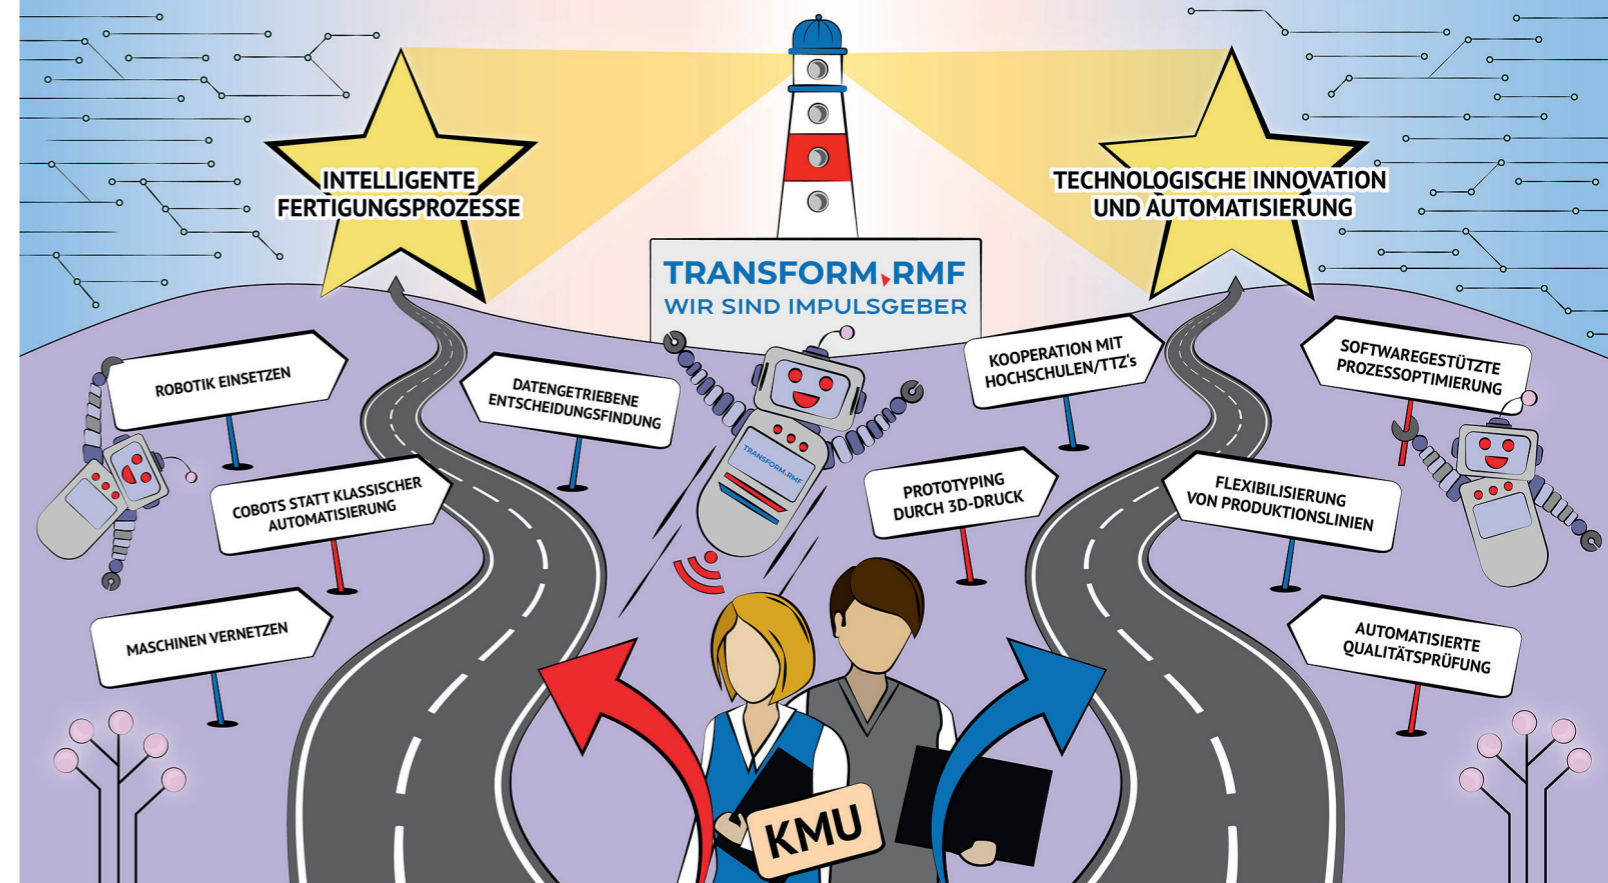 INTELLIGENTE
FERTIGUNGSPROZESSE
TECHNOLOGISCHE INNOVATION
UND AUTOMATISIERUNG
TRANSFORM RMF
WIR SIND IMPULSGEBER
ROBOTIK EINSETZEN
DATENGETRIEBENE
ENTSCHEIDUNGSFINDUNG
KOOPERATION MIT
HOCHSCHULEN/TTZ's
SOFTWAREGESTÜTZTE
PROZESSOPTIMIERUNG
TRANSFORM RMF
COBOTS STATT KLASSISCHER
AUTOMATISIERUNG
PROTOTYPING
DURCH 3D-DRUCK
FLEXIBILISIERUNG
VON PRODUKTIONSLINIEN
MASCHINEN VERNETZEN
AUTOMATISIERTE
QUALITÄTSPRÜFUNG
KMU